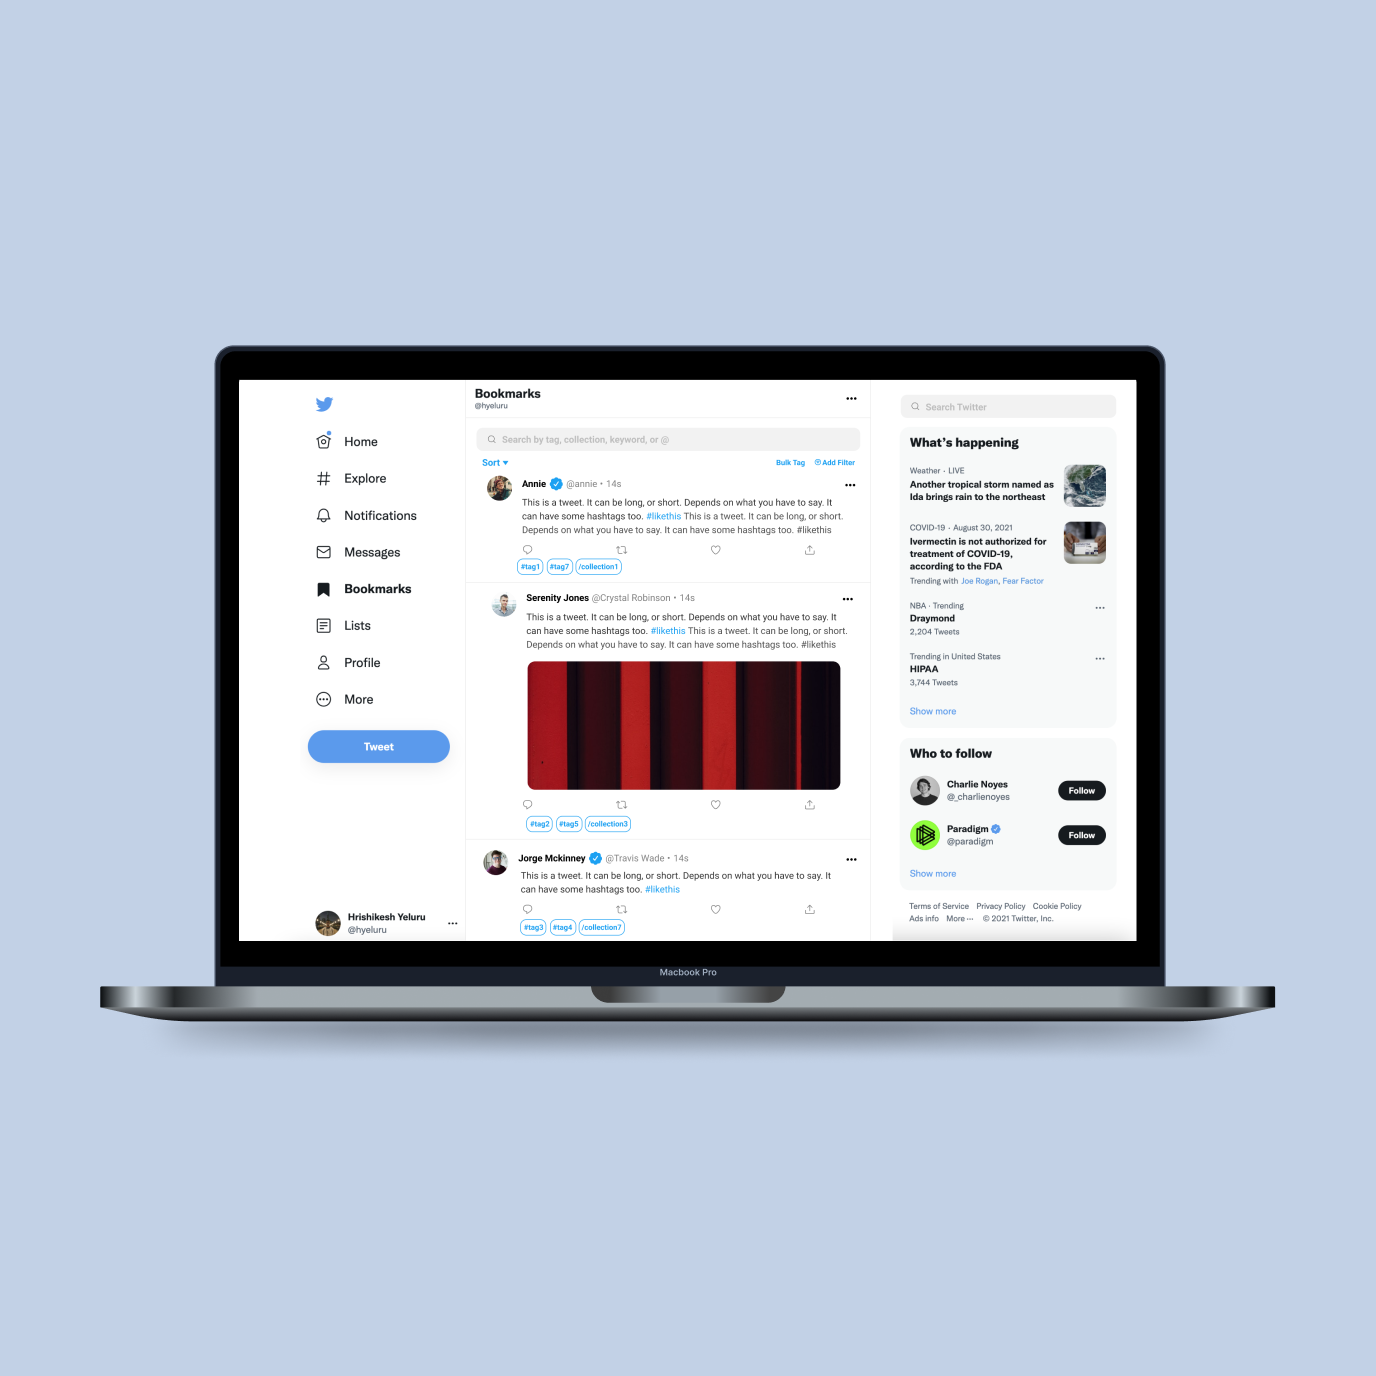 Home
Explore
Notifications
Messages
Bookmarks
Lists
Profile
More
Tweet
Hrishikesh Yeluru
@hyeluru
Bookmarks
@hyeluru
Search by tag, collection, keyword, or @
Sort
Bulk Tag
Add Filter
Annie @annie • 14s
This is a tweet. It can be long, or short. Depends on what you have to say. It
can have some hashtags too. #likethis This is a tweet. It can be long, or short.
Depends on what you have to say. It can have some hashtags too. #likethis
#tag1 #tag7 /collection1
Serenity Jones @Crystal Robinson • 14s
This is a tweet. It can be long, or short. Depends on what you have to say. It
can have some hashtags too. #likethis This is a tweet. It can be long, or short.
Depends on what you have to say. It can have some hashtags too. #likethis
#tag2 #tag5 /collection3
Jorge Mckinney @Travis Wade • 14s
This is a tweet. It can be long, or short. Depends on what you have to say. It
can have some hashtags too. #likethis
#tag3 #tag4 /collection7
Search Twitter
What's happening
Weather · LIVE
Another tropical storm named as
Ida brings rain to the northeast
COVID-19 · August 30, 2021
Ivermectin is not authorized for
treatment of COVID-19,
according to the FDA
Trending with Joe Rogan, Fear Factor
NBA · Trending
Draymond
2,204 Tweets
Trending in United States
HIPAA
3,744 Tweets
Show more
Who to follow
Charlie Noyes
@_charlienoyes
Follow
Paradigm
@paradigm
Follow
Show more
Terms of Service Privacy Policy Cookie Policy
Ads info More ··· © 2021 Twitter, Inc.
Macbook Pro